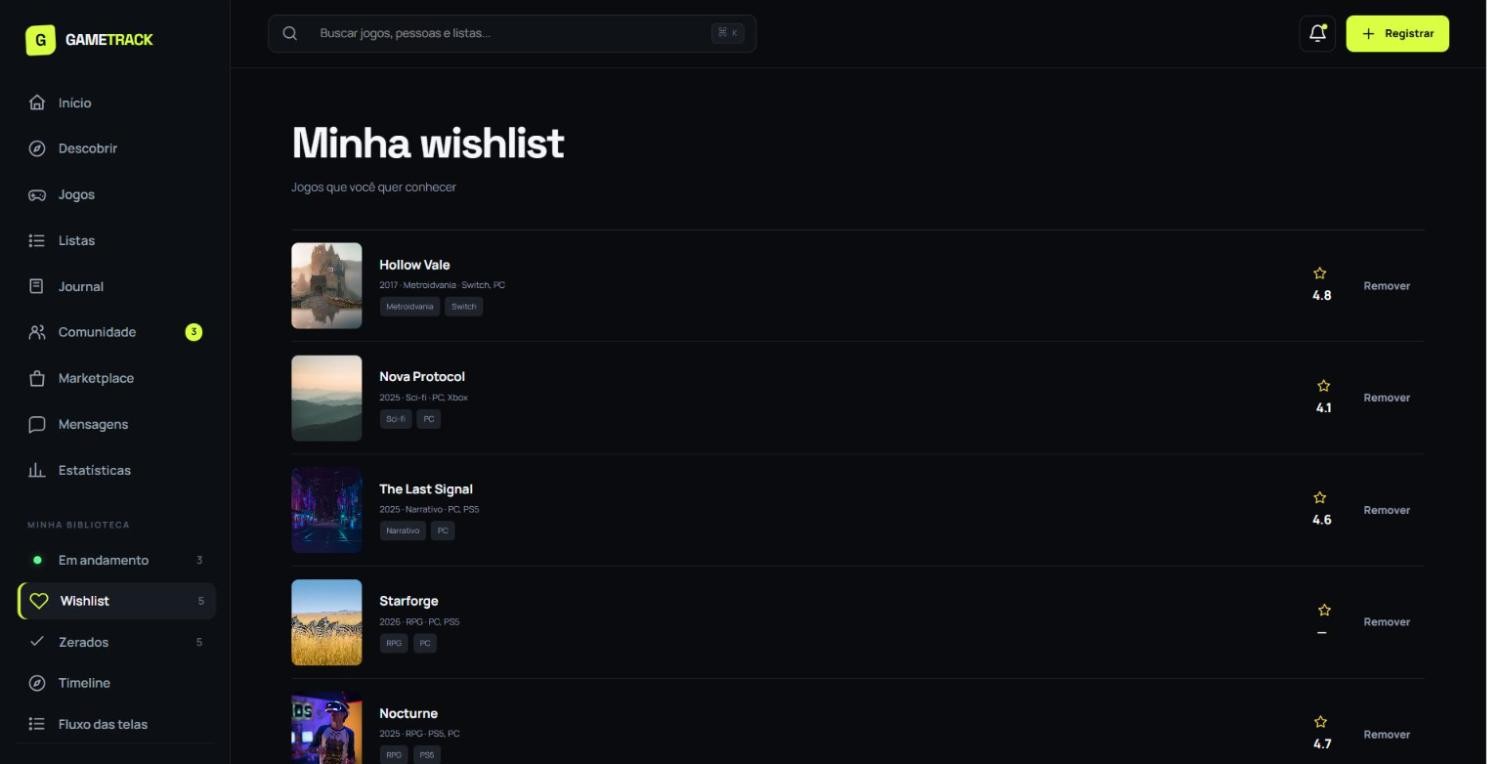 G GAMETRACK
Buscar jogos, pessoas e listas...
⌘ K
Registrar
Início
Descobrir
Jogos
Listas
Journal
Comunidade 3
Marketplace
Mensagens
Estatísticas
MINHA BIBLIOTECA
Em andamento 3
Wishlist 5
Zerados 5
Timeline
Fluxo das telas
Minha wishlist
Jogos que você quer conhecer
Hollow Vale
2017 · Metroidvania · Switch, PC
Metroidvania Switch
4.8
Remover
Nova Protocol
2025 · Sci-fi · PC, Xbox
Sci-fi PC
4.1
Remover
The Last Signal
2025 · Narrativo · PC, PS5
Narrativo PC
4.6
Remover
Starforge
2026 · RPG · PC, PS5
RPG PC
—
Remover
Nocturne
2025 · RPG · PS5, PC
RPG PS5
4.7
Remover